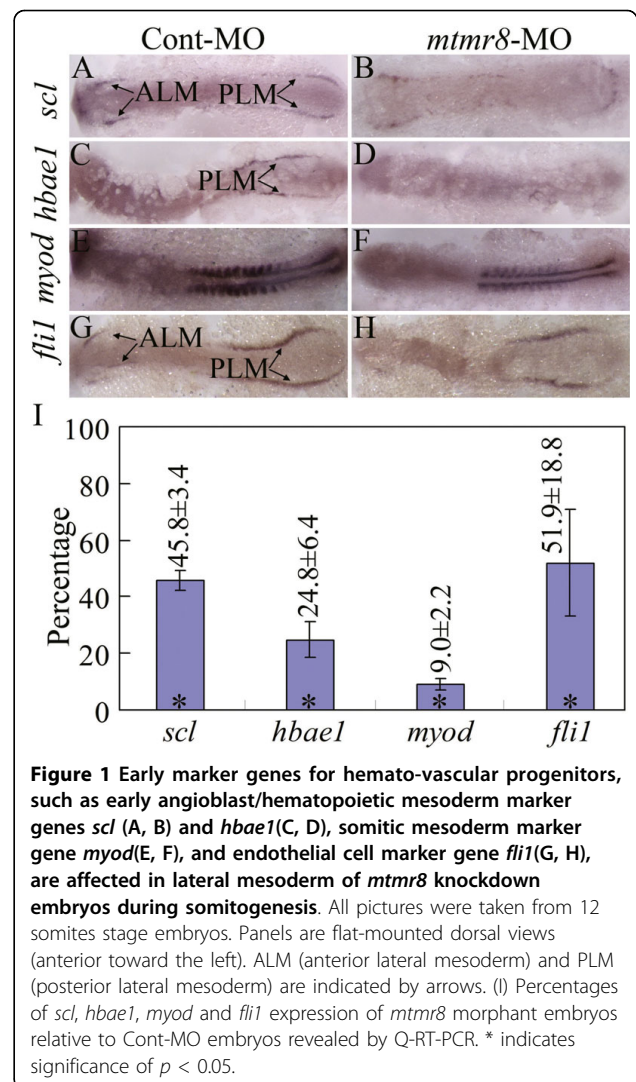 Cont-MO mtmr8-MO
scl
A ALM PLM B
hbae1
C PLM D
myod
E F
fli1
G ALM PLM H
I
100
80
60
40
20
0
Percentage
45.8±3.4
24.8±6.4
9.0±2.2
51.9±18.8
* * * *
scl hbae1 myod fli1
Figure 1 Early marker genes for hemato-vascular progenitors,
such as early angioblast/hematopoietic mesoderm marker
genes scl (A, B) and hbae1(C, D), somitic mesoderm marker
gene myod(E, F), and endothelial cell marker gene fli1(G, H),
are affected in lateral mesoderm of mtmr8 knockdown
embryos during somitogenesis. All pictures were taken from 12
somites stage embryos. Panels are flat-mounted dorsal views
(anterior toward the left). ALM (anterior lateral mesoderm) and PLM
(posterior lateral mesoderm) are indicated by arrows. (I) Percentages
of scl, hbae1, myod and fli1 expression of mtmr8 morphant embryos
relative to Cont-MO embryos revealed by Q-RT-PCR. * indicates
significance of p < 0.05.